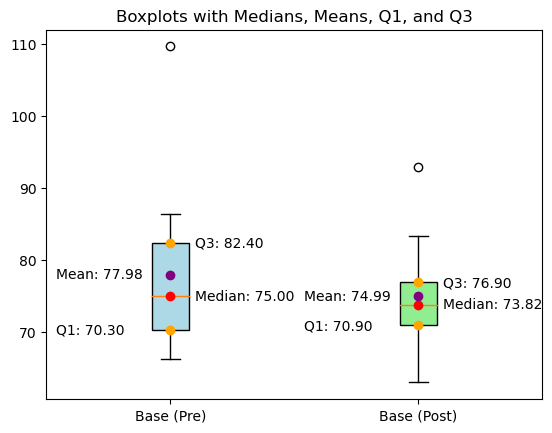 Boxplots with Medians, Means, Q1, and Q3
110
100
90
80
70
Q3: 82.40
Mean: 77.98
Median: 75.00
Q1: 70.30
Q3: 76.90
Mean: 74.99
Median: 73.82
Q1: 70.90
Base (Pre)
Base (Post)